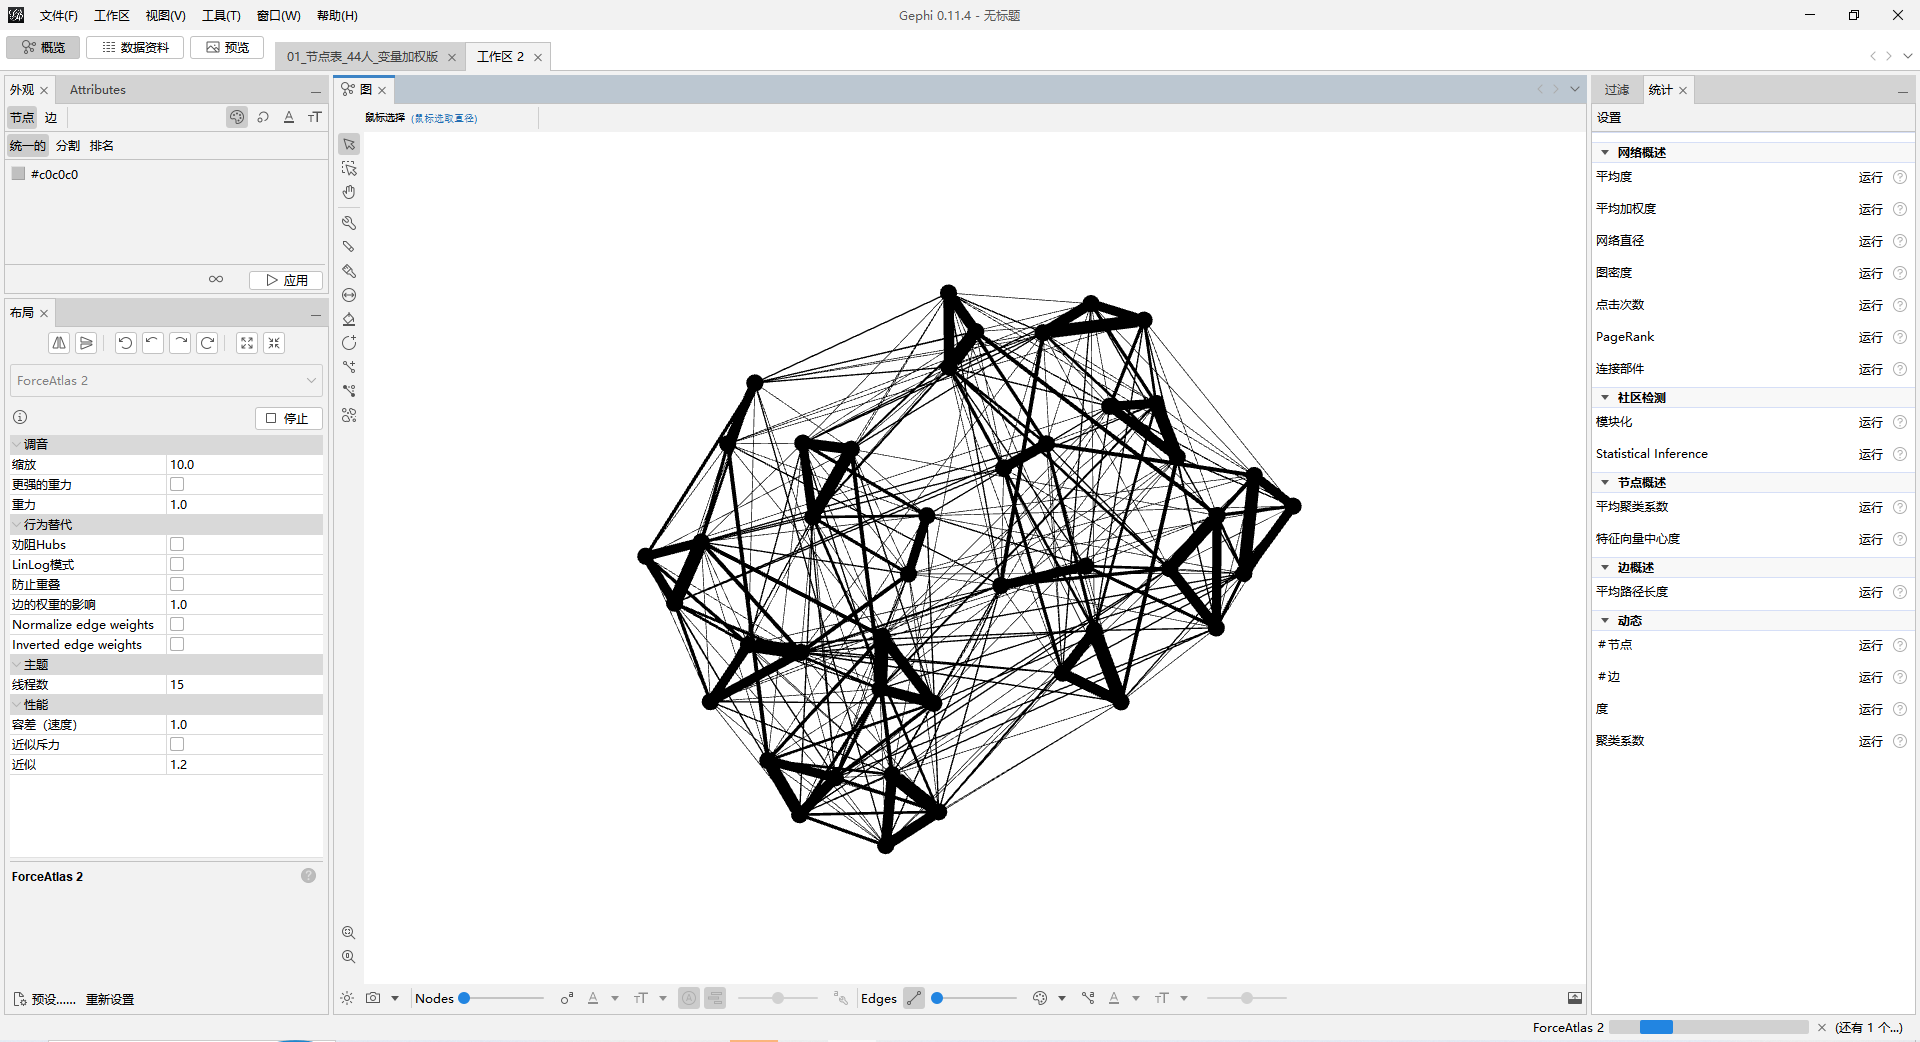 文件(F) 工作区 视图(V) 工具(T) 窗口(W) 帮助(H)
Gephi 0.11.4 - 无标题
概览 数据资料 预览
01_节点表_44人_变量加权版 工作区 2
外观 Attributes
节点 边
统一的 分割 排名
#c0c0c0
应用
布局
ForceAtlas 2
停止
调音
缩放 10.0
更强的重力
重力 1.0
行为替代
劝阻Hubs
LinLog模式
防止重叠
边的权重的影响 1.0
Normalize edge weights
Inverted edge weights
主题
线程数 15
性能
容差（速度） 1.0
近似斥力
近似 1.2
ForceAtlas 2
预设...... 重新设置
图
鼠标选择 (鼠标选取直径)
Nodes
Edges
过滤 统计
设置
网络概述
平均度 运行
平均加权度 运行
网络直径 运行
图密度 运行
点击次数 运行
PageRank 运行
连接部件 运行
社区检测
模块化 运行
Statistical Inference 运行
节点概述
平均聚类系数 运行
特征向量中心度 运行
边概述
平均路径长度 运行
动态
#节点 运行
#边 运行
度 运行
聚类系数 运行
ForceAtlas 2 (还有 1 个...)